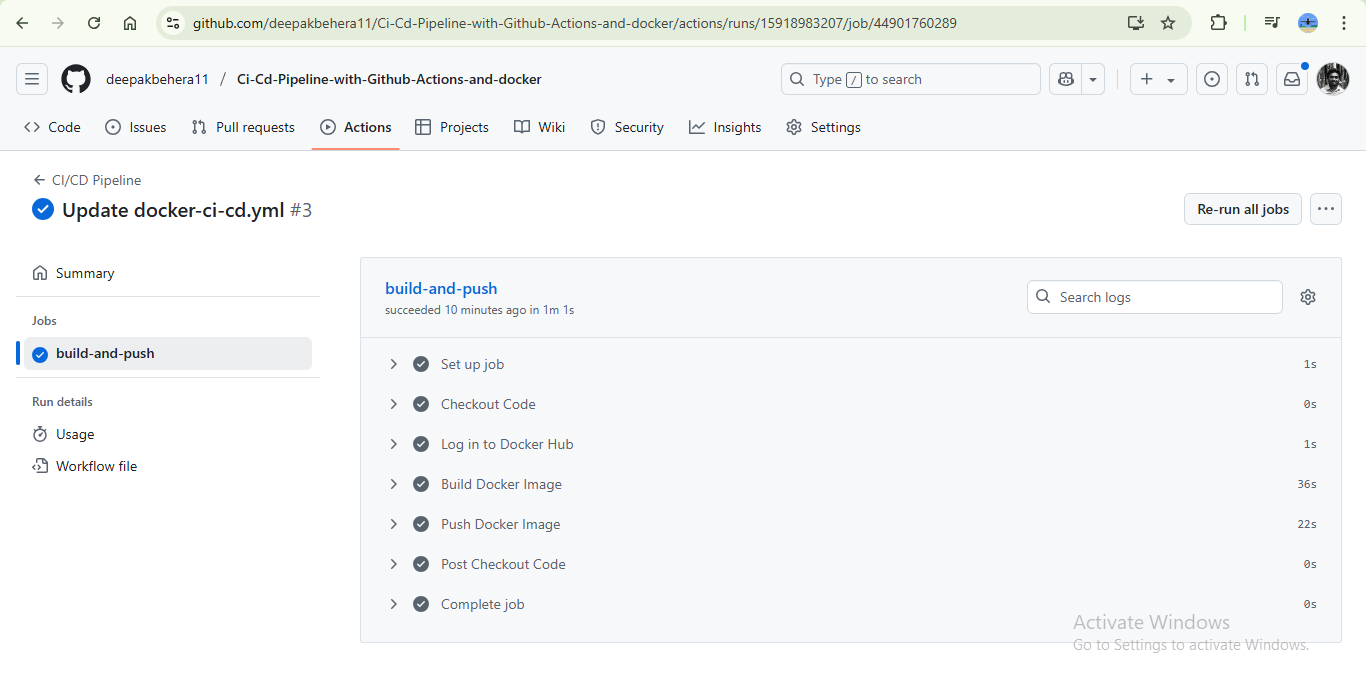 github.com/deepakbehera11/Ci-Cd-Pipeline-with-Github-Actions-and-docker/actions/runs/15918983207/job/44901760289
deepakbehera11 / Ci-Cd-Pipeline-with-Github-Actions-and-docker
Type / to search
Code Issues Pull requests Actions Projects Wiki Security Insights Settings
CI/CD Pipeline
Update docker-ci-cd.yml #3
Re-run all jobs
Summary
Jobs
build-and-push
Run details
Usage
Workflow file
build-and-push
succeeded 10 minutes ago in 1m 1s
Search logs
Set up job 1s
Checkout Code 0s
Log in to Docker Hub 1s
Build Docker Image 36s
Push Docker Image 22s
Post Checkout Code 0s
Complete job 0s
Activate Windows
Go to Settings to activate Windows.